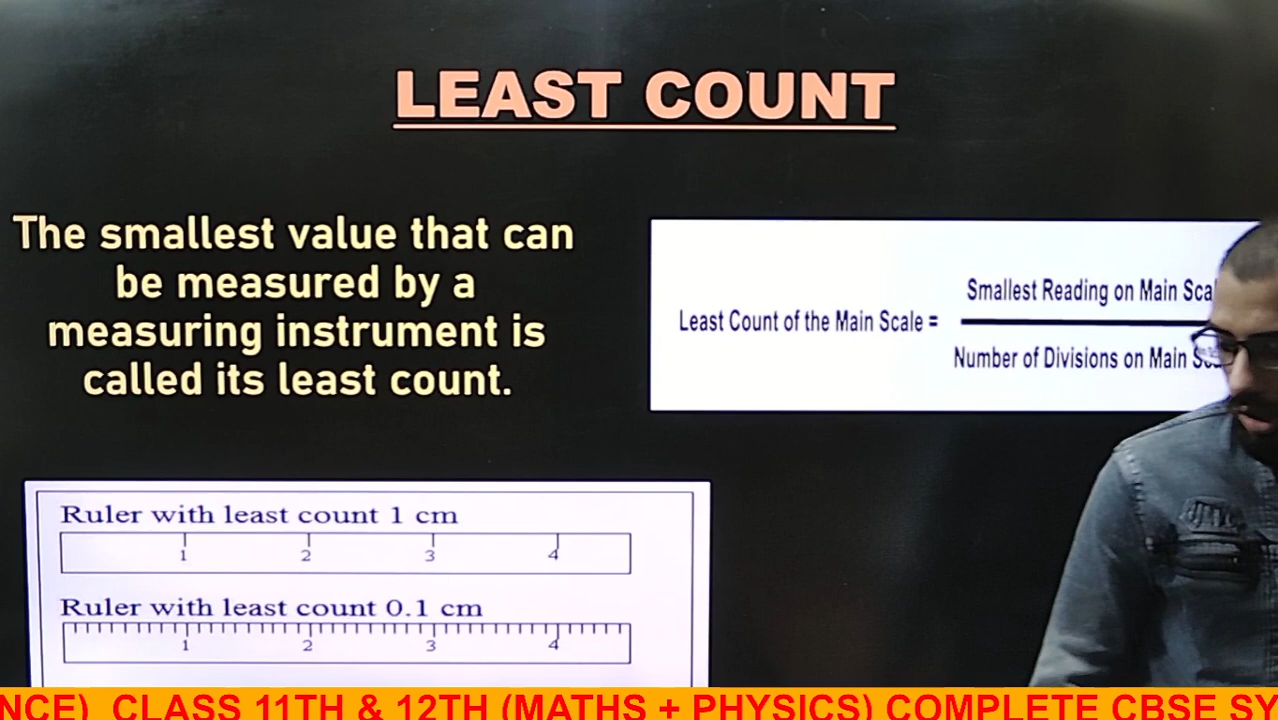 LEAST COUNT
The smallest value that can
be measured by a
measuring instrument is
called its least count.
Smallest Reading on Main
Least Count of the Main Scale =
Number of Divisions on Main
Ruler with least count 1 cm
1 2 3 4
Ruler with least count 0.1 cm
1 2 3 4
CLASS 11TH & 12TH (MATHS + PHYSICS) COMPLETE CBSE